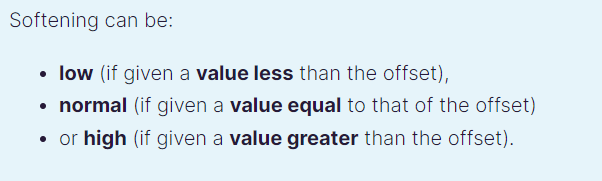 Softening can be:
• low (if given a value less than the offset),
• normal (if given a value equal to that of the offset)
• or high (if given a value greater than the offset).